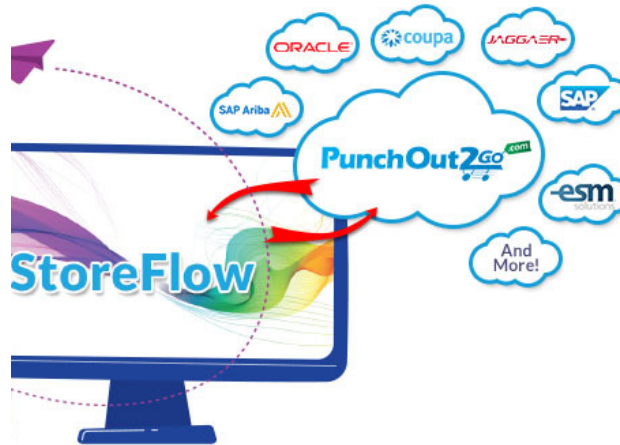 ORACLE
coupa
JAGGAER
SAP Ariba
SAP
PunchOut2Go.com
esm
solutions
And
More!
StoreFlow